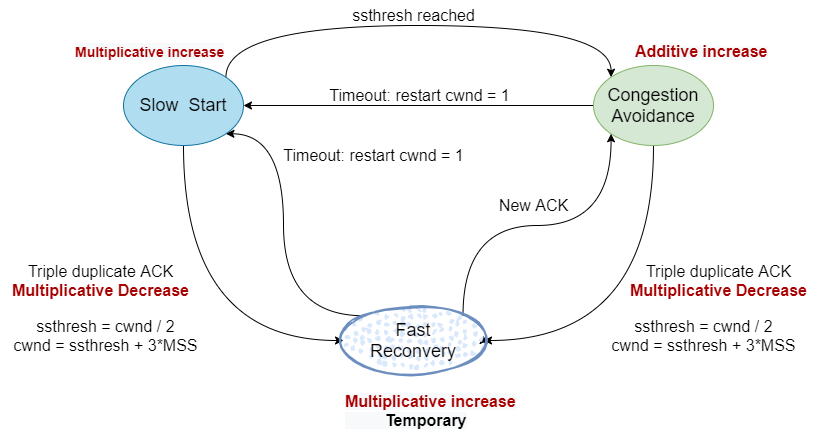 ssthresh reached
Multiplicative increase
Additive increase
Slow Start
Timeout: restart cwnd = 1
Congestion
Avoidance
Timeout: restart cwnd = 1
New ACK
Triple duplicate ACK
Multiplicative Decrease
ssthresh = cwnd / 2
cwnd = ssthresh + 3*MSS
Triple duplicate ACK
Multiplicative Decrease
ssthresh = cwnd / 2
cwnd = ssthresh + 3*MSS
Fast
Reconvery
Multiplicative increase
Temporary